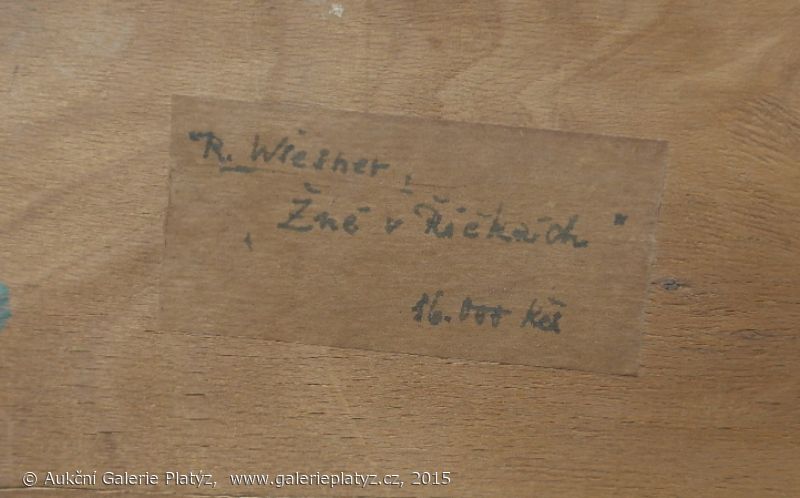 "R. Wiesner:
"Žně v Říčkách"
16.000 Kč
© Aukční Galerie Platýz, www.galerieplatyz.cz, 2015